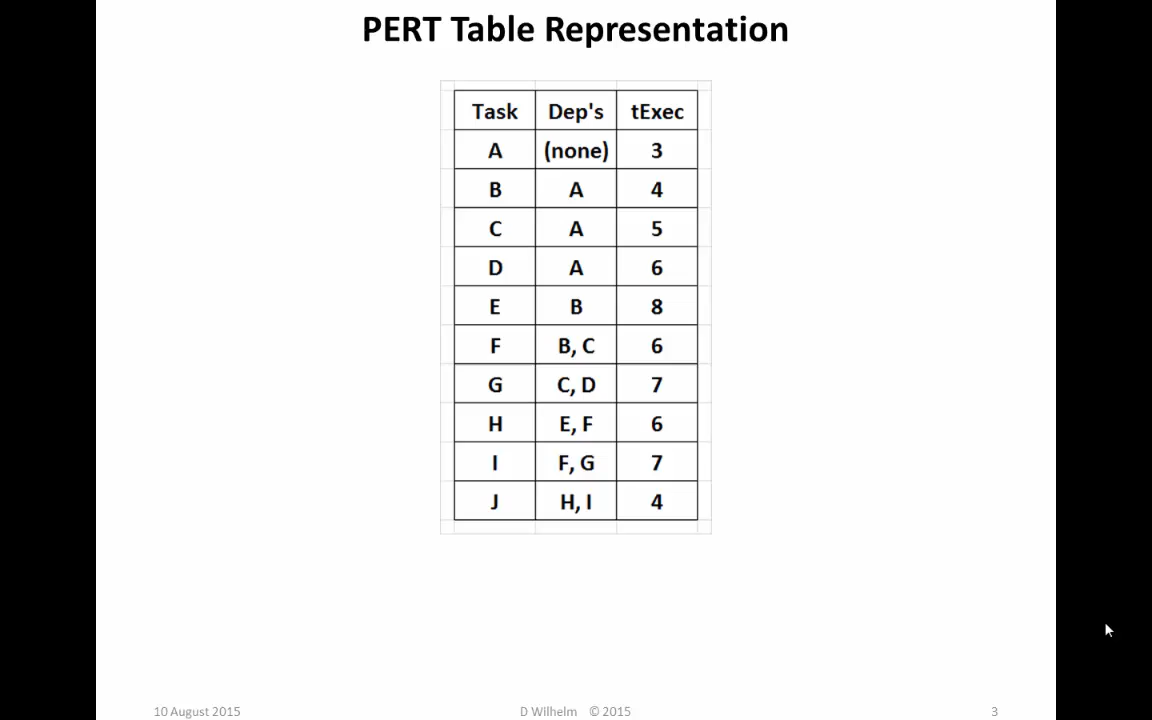 PERT Table Representation
Task Dep's tExec
A (none) 3
B A 4
C A 5
D A 6
E B 8
F B, C 6
G C, D 7
H E, F 6
I F, G 7
J H, I 4
10 August 2015 D Wilhelm © 2015 3